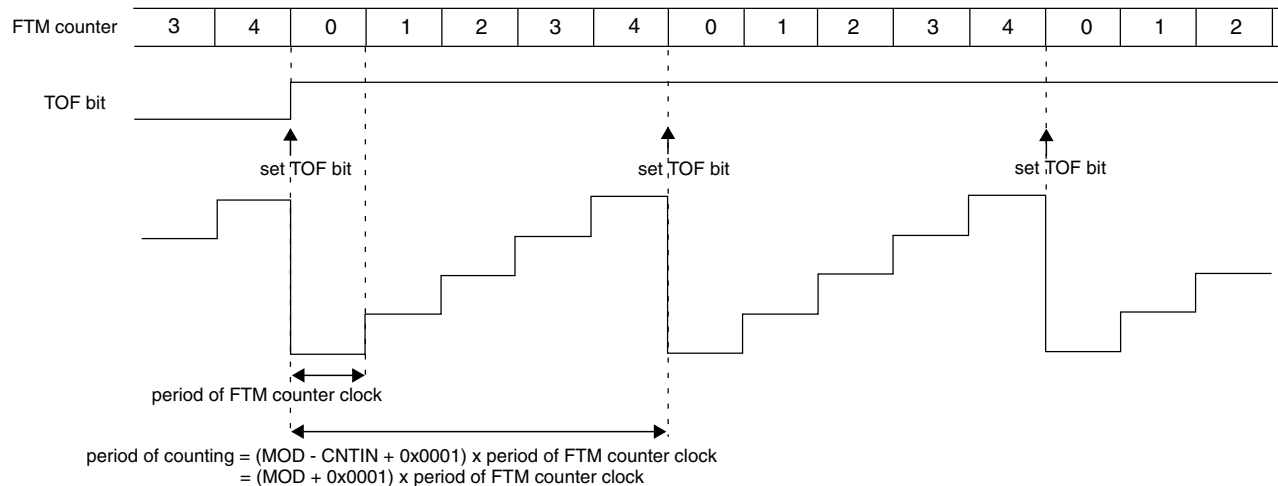 FTM counter 3 4 0 1 2 3 4 0 1 2 3 4 0 1 2
TOF bit
set TOF bit set TOF bit set TOF bit
period of FTM counter clock
period of counting = (MOD - CNTIN + 0x0001) x period of FTM counter clock
= (MOD + 0x0001) x period of FTM counter clock